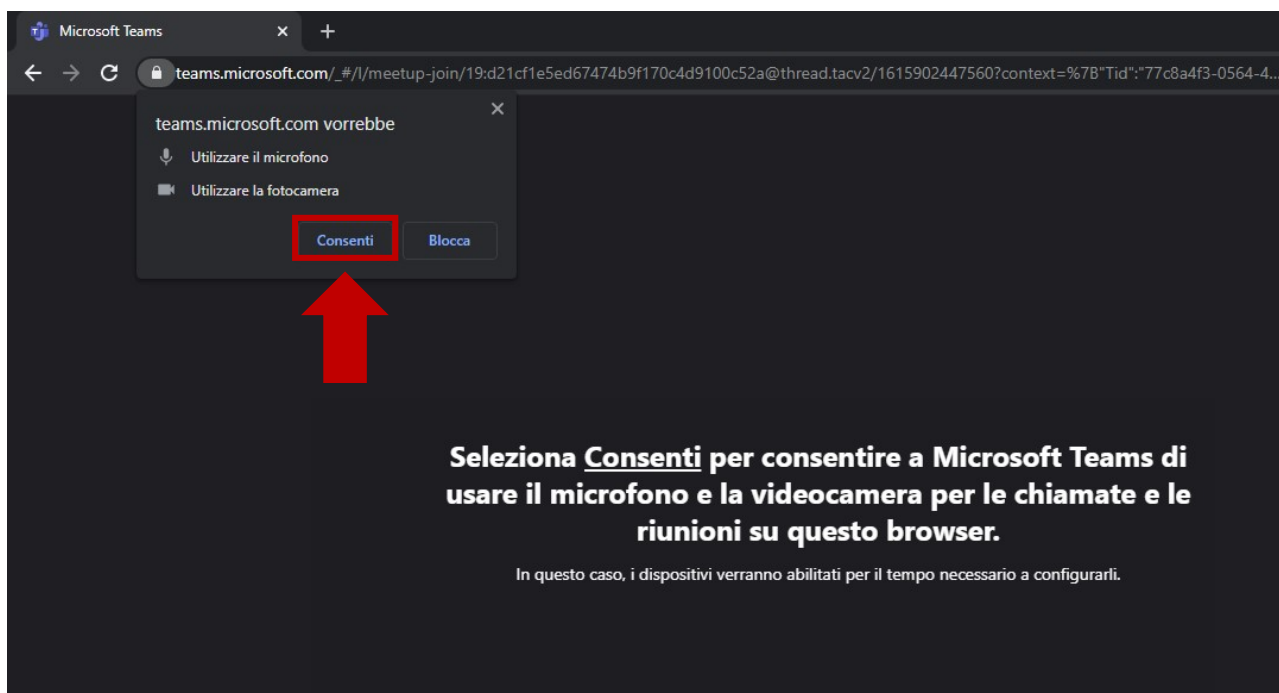 Microsoft Teams
teams.microsoft.com/_#/l/meetup-join/19:d21cf1e5ed67474b9f170c4d9100c52a@thread.tacv2/1615902447560?context=%7B"Tid":"77c8a4f3-0564-4...
teams.microsoft.com vorrebbe
Utilizzare il microfono
Utilizzare la fotocamera
Consenti Blocca
Seleziona Consenti per consentire a Microsoft Teams di
usare il microfono e la videocamera per le chiamate e le
riunioni su questo browser.
In questo caso, i dispositivi verranno abilitati per il tempo necessario a configurarli.